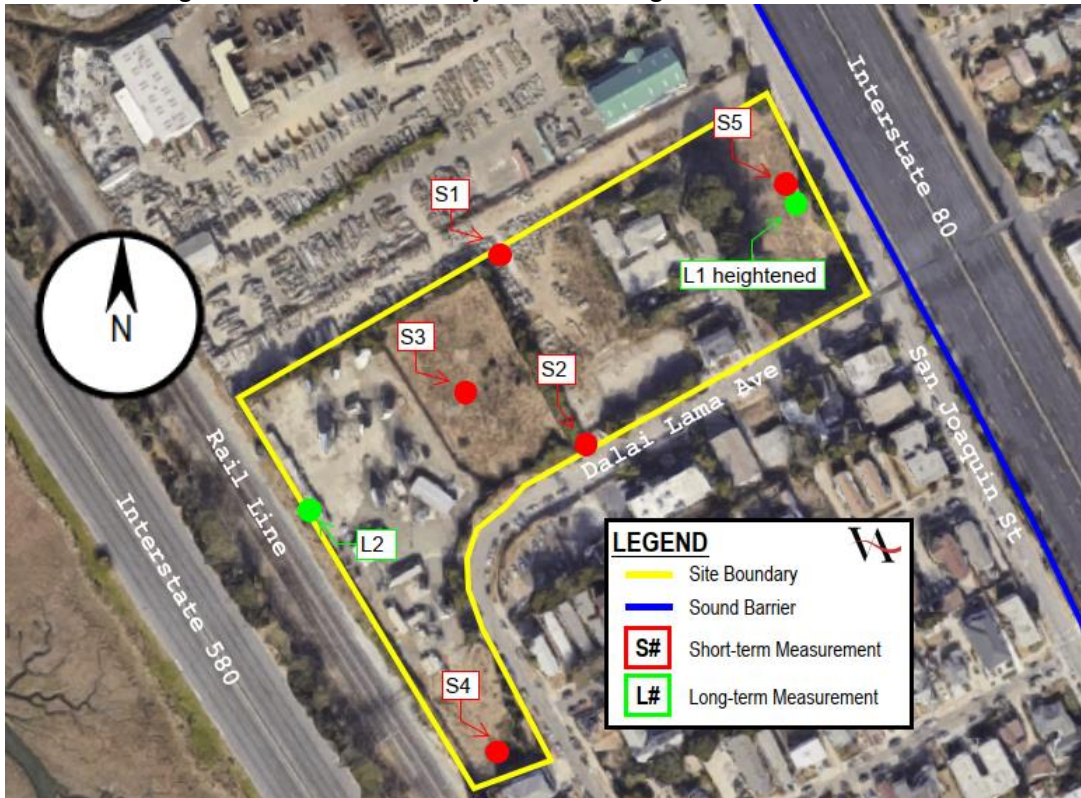 Interstate 80
S5
S1
L1 heightened
N
S3
S2
Dalai Lama Ave
San Joaquin St
Rail Line
L2
Interstate 580
S4
LEGEND
Site Boundary
Sound Barrier
S# Short-term Measurement
L# Long-term Measurement